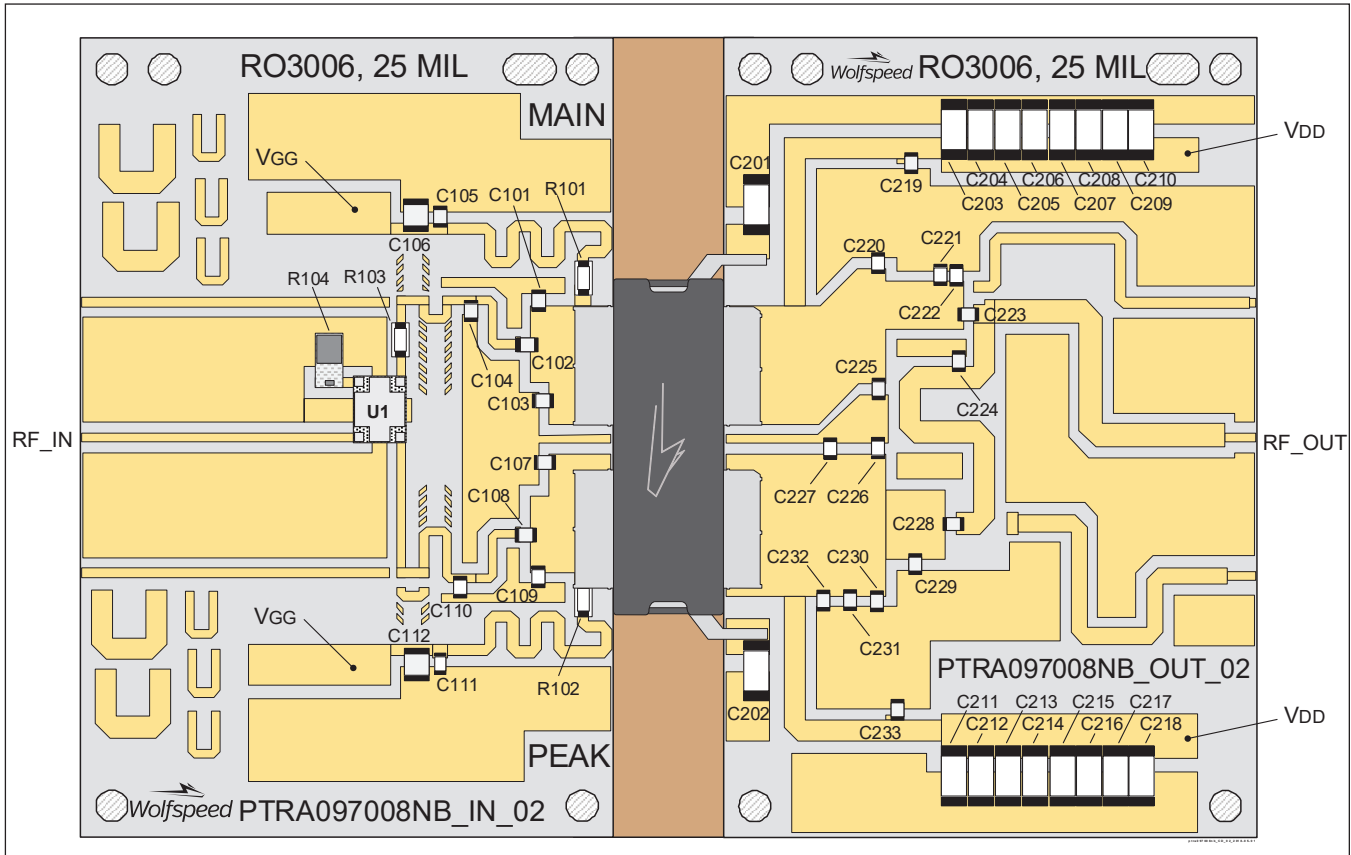 RO3006, 25 MIL
Wolfspeed RO3006, 25 MIL
MAIN
VGG
VDD
C105
C101
R101
C106
R103
R104
C201
C219
C204
C206
C208
C210
C203
C205
C207
C209
C220
C221
C222
C223
C102
C104
C103
C225
C224
U1
RF_IN
RF_OUT
C107
C227
C226
C108
C228
C232
C230
C229
C110
C109
C231
VGG
C112
C111
R102
C202
PTRA097008NB_OUT_02
C211
C213
C215
C217
C212
C214
C216
C218
C233
VDD
PEAK
Wolfspeed PTRA097008NB_IN_02